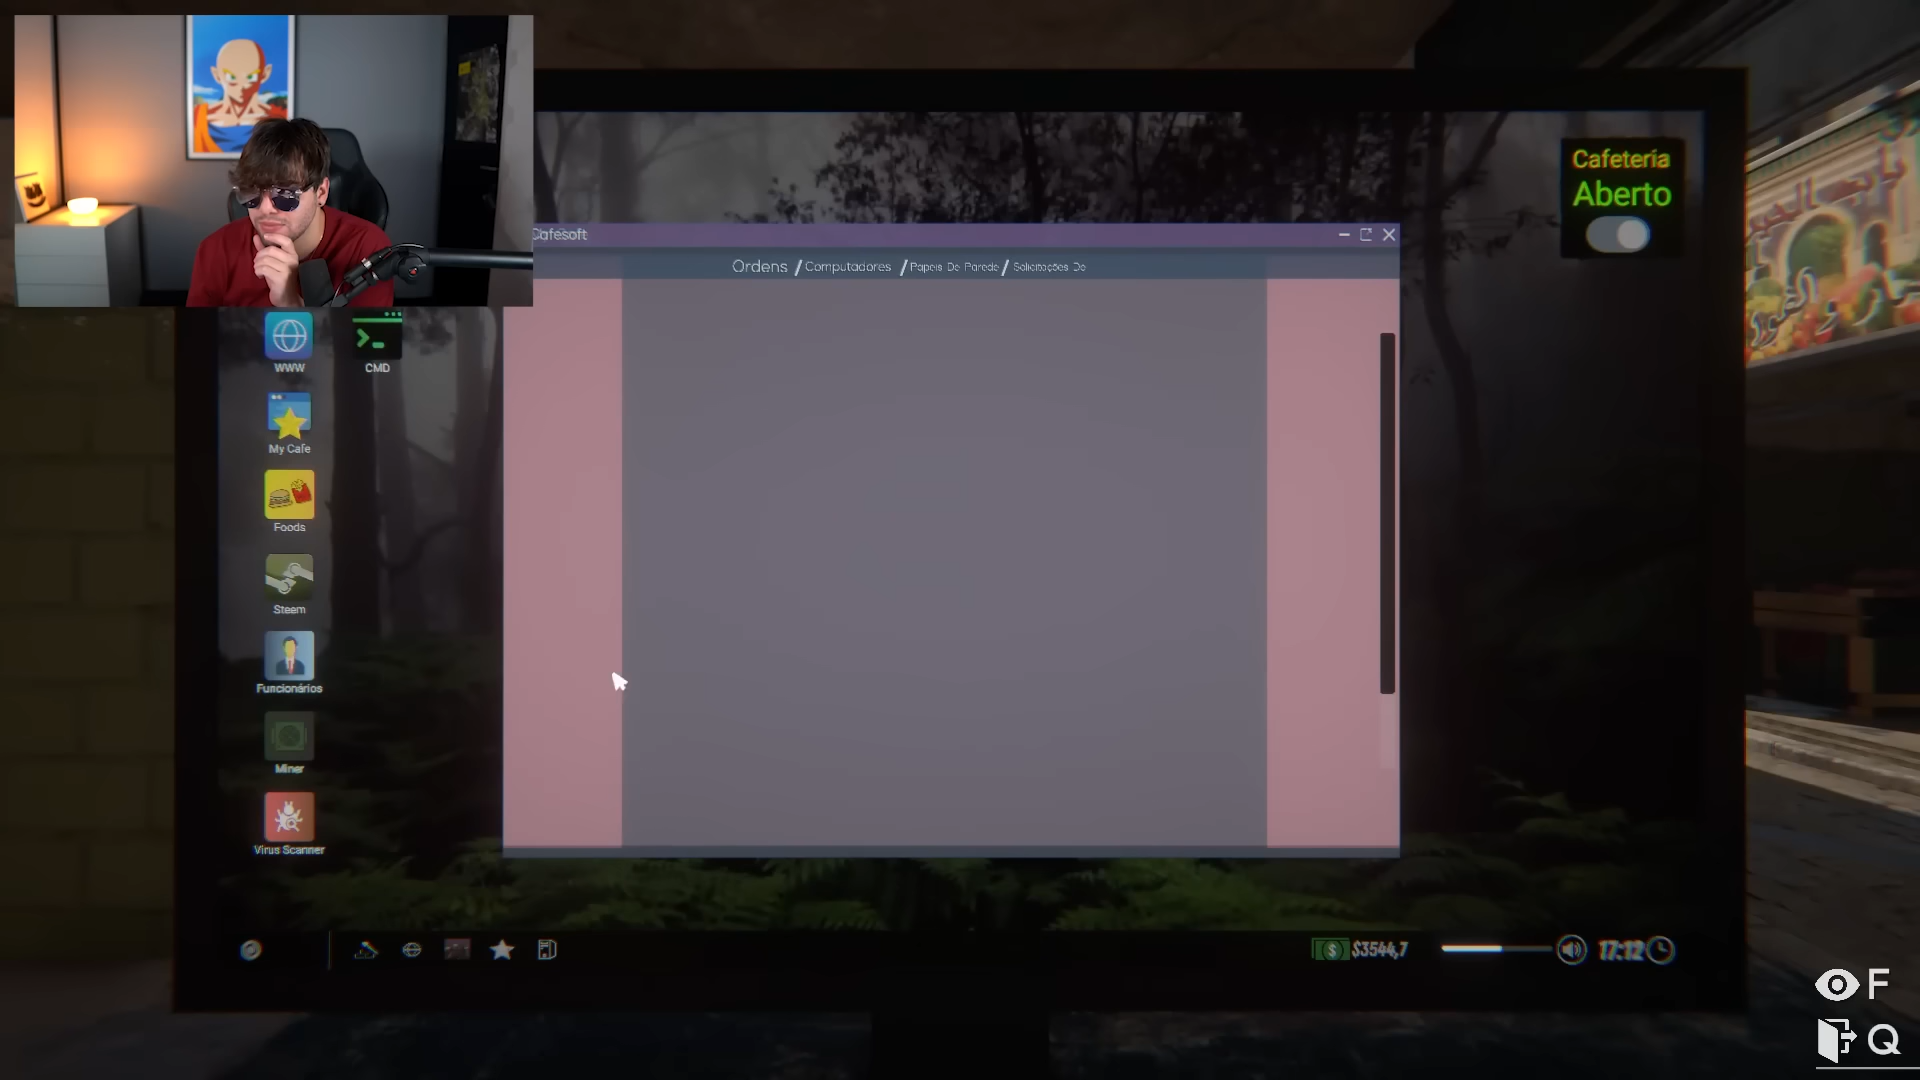 Cafeteria
Aberto
Cafesoft
Ordens / Computadores / Papeis De Parede / Solicitações De
WWW
CMD
My Cafe
Foods
Steem
Funcionários
Miner
Virus Scanner
$3544,7
17:12
F
Q